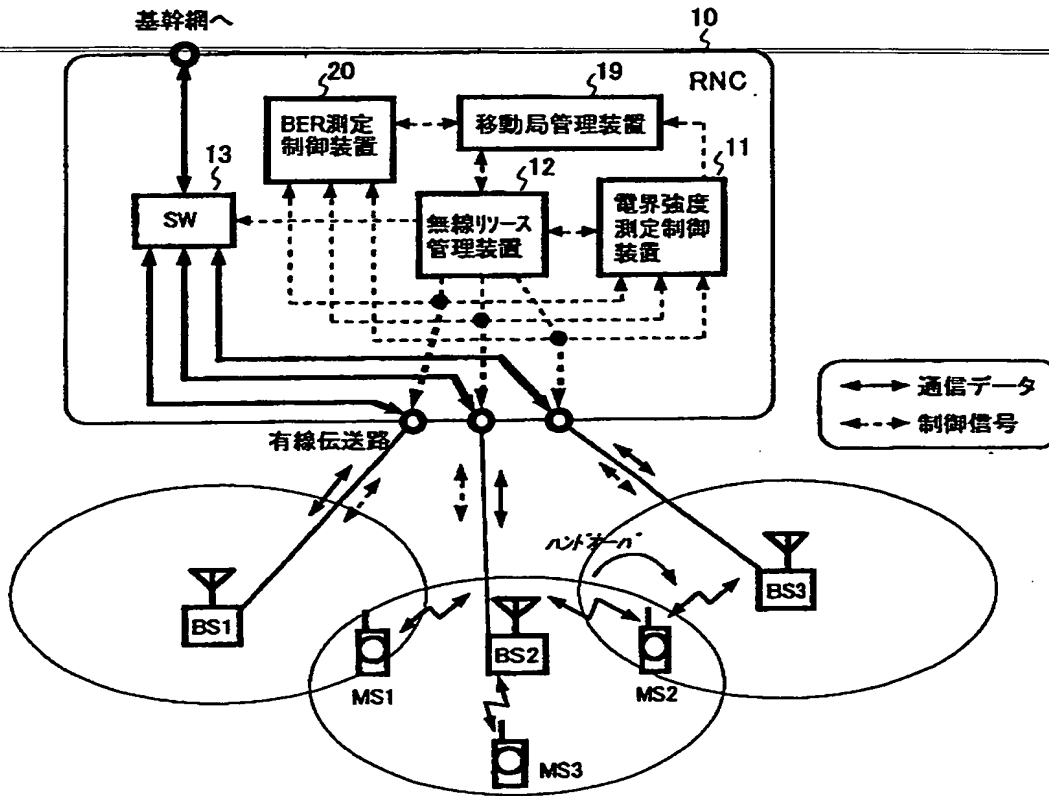 基幹網へ
10
RNC
20
BER測定
制御装置
19
移動局管理装置
13
SW
12
無線リソース
管理装置
11
電界強度
測定制御
装置
通信データ
制御信号
有線伝送路
ハンドオーバ
BS1
BS2
BS3
MS1
MS2
MS3